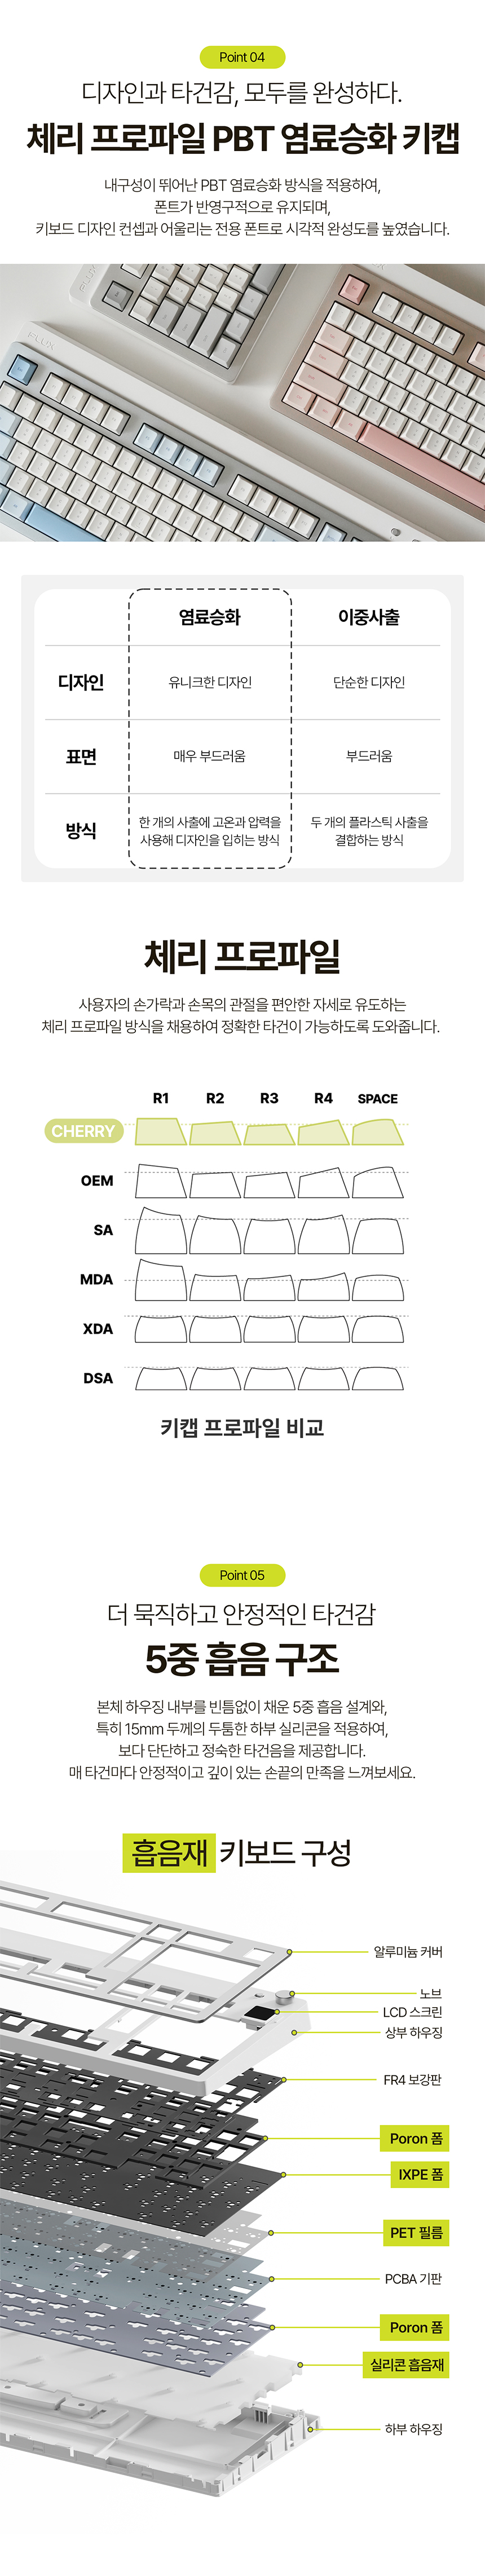 Point 04
디자인과 타건감, 모두를 완성하다.
체리 프로파일 PBT 염료승화 키캡
내구성이 뛰어난 PBT 염료승화 방식을 적용하여,
폰트가 반영구적으로 유지되며,
키보드 디자인 컨셉과 어울리는 전용 폰트로 시각적 완성도를 높였습니다.
FLUX
FLUX
염료승화 이중사출
디자인 유니크한 디자인 단순한 디자인
표면 매우 부드러움 부드러움
방식 한 개의 사출에 고온과 압력을 두 개의 플라스틱 사출을
사용해 디자인을 입히는 방식 결합하는 방식
체리 프로파일
사용자의 손가락과 손목의 관절을 편안한 자세로 유도하는
체리 프로파일 방식을 채용하여 정확한 타건이 가능하도록 도와줍니다.
R1 R2 R3 R4 SPACE
CHERRY
OEM
SA
MDA
XDA
DSA
키캡 프로파일 비교
Point 05
더 묵직하고 안정적인 타건감
5중 흡음 구조
본체 하우징 내부를 빈틈없이 채운 5중 흡음 설계와,
특히 15mm 두께의 두툼한 하부 실리콘을 적용하여,
보다 단단하고 정숙한 타건음을 제공합니다.
매 타건마다 안정적이고 깊이 있는 손끝의 만족을 느껴보세요.
흡음재 키보드 구성
알루미늄 커버
노브
LCD 스크린
상부 하우징
FR4 보강판
Poron 폼
IXPE 폼
PET 필름
PCBA 기판
Poron 폼
실리콘 흡음재
하부 하우징